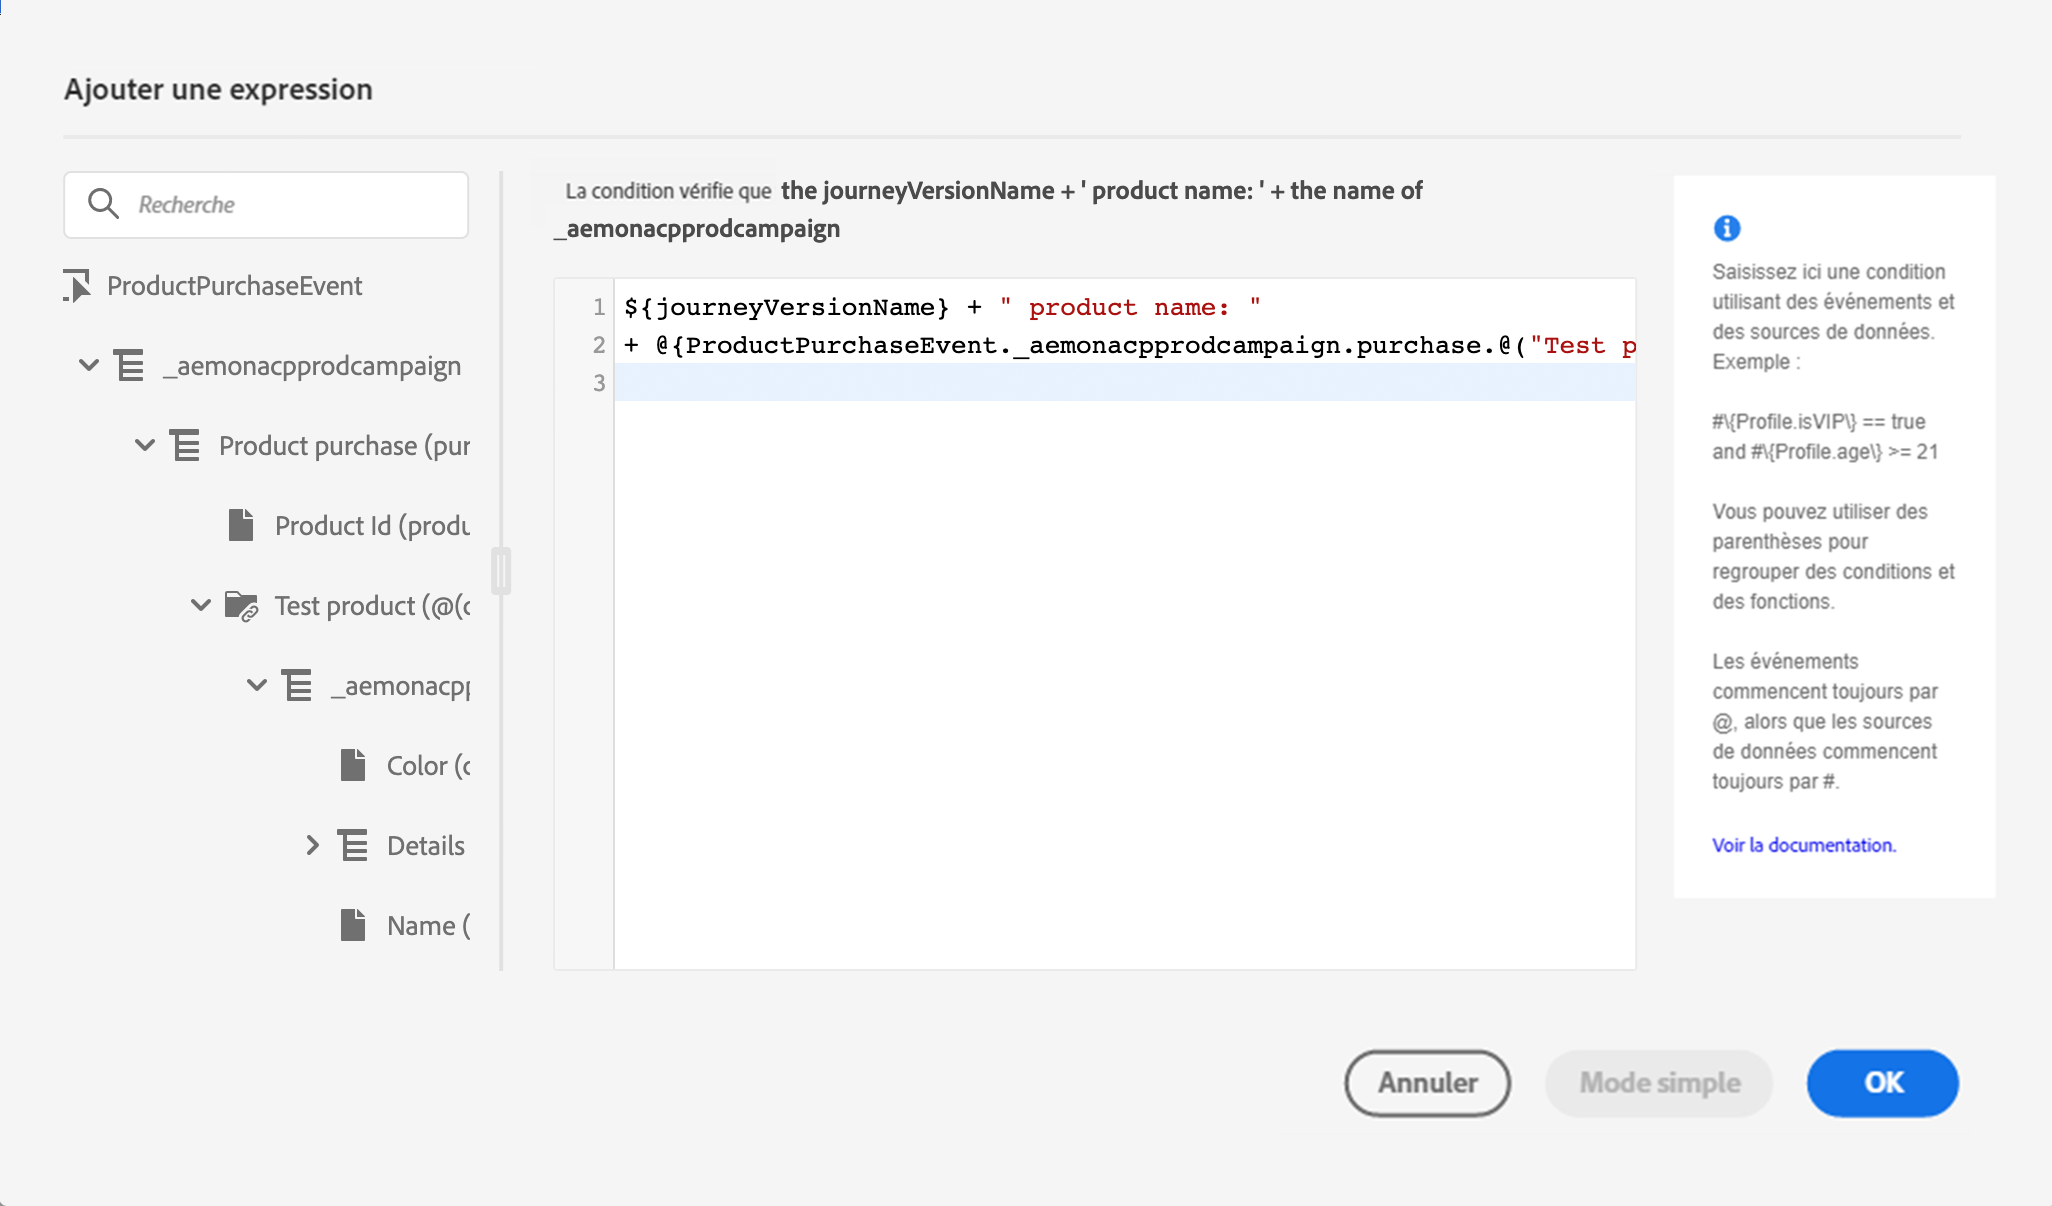 Ajouter une expression
Recherche
ProductPurchaseEvent
_aemonacpprodcampaign
Product purchase (pur
Product Id (produ
Test product (@(c
_aemonacpp
Color (c
Details
Name (
La condition vérifie que the journeyVersionName + ' product name: ' + the name of
_aemonacpprodcampaign
1 ${journeyVersionName} + " product name: "
2 + @{ProductPurchaseEvent._aemonacpprodcampaign.purchase.@("Test p
3
Saisissez ici une condition
utilisant des événements et
des sources de données.
Exemple :
#\{Profile.isVIP\} == true
and #\{Profile.age\} >= 21
Vous pouvez utiliser des
parenthèses pour
regrouper des conditions et
des fonctions.
Les événements
commencent toujours par
@, alors que les sources
de données commencent
toujours par #.
Voir la documentation.
Annuler
Mode simple
OK